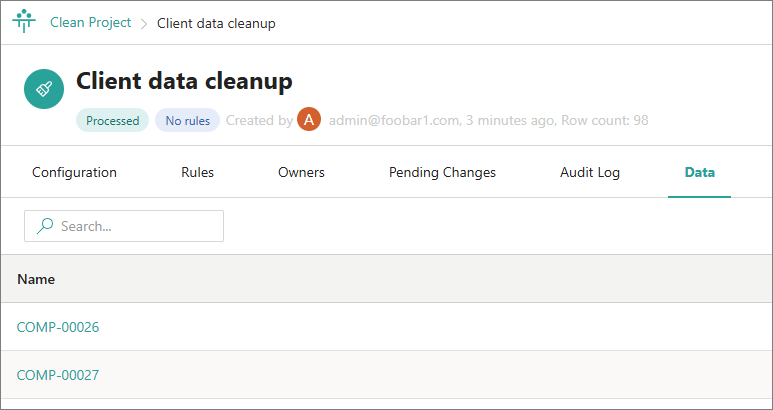 Clean Project > Client data cleanup
Client data cleanup
Processed No rules Created by A admin@foobar1.com, 3 minutes ago, Row count: 98
Configuration Rules Owners Pending Changes Audit Log Data
Search...
Name
COMP-00026
COMP-00027